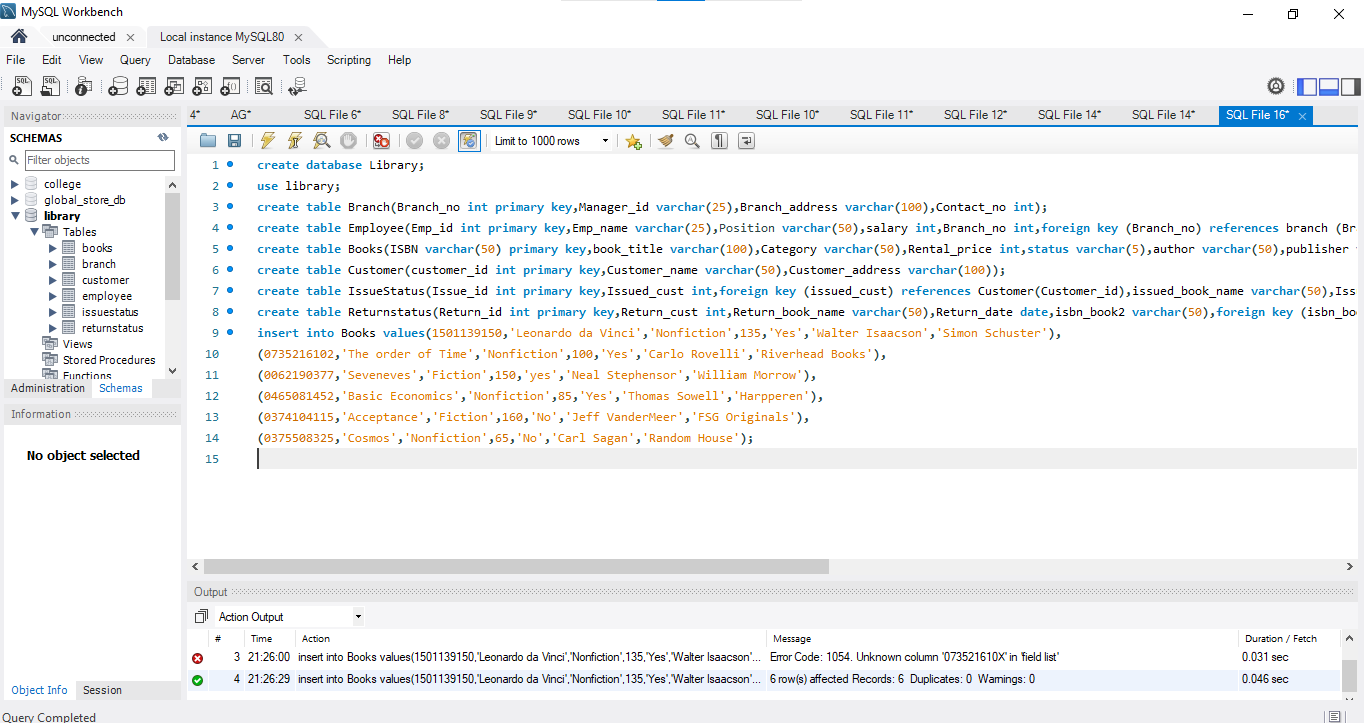 MySQL Workbench
unconnected
Local instance MySQL80
File Edit View Query Database Server Tools Scripting Help
Navigator
SCHEMAS
Filter objects
college
global_store_db
library
Tables
books
branch
customer
employee
issuestatus
returnstatus
Views
Stored Procedures
Functions
Administration Schemas
Information
No object selected
Object Info Session
4* AG* SQL File 6* SQL File 8* SQL File 9* SQL File 10* SQL File 11* SQL File 10* SQL File 11* SQL File 12* SQL File 14* SQL File 14* SQL File 16*
Limit to 1000 rows
1 create database Library;
2 use library;
3 create table Branch(Branch_no int primary key,Manager_id varchar(25),Branch_address varchar(100),Contact_no int);
4 create table Employee(Emp_id int primary key,Emp_name varchar(25),Position varchar(50),salary int,Branch_no int,foreign key (Branch_no) references branch (Br
5 create table Books(ISBN varchar(50) primary key,book_title varchar(100),Category varchar(50),Rental_price int,status varchar(5),author varchar(50),publisher
6 create table Customer(customer_id int primary key,Customer_name varchar(50),Customer_address varchar(100));
7 create table IssueStatus(Issue_id int primary key,Issued_cust int,foreign key (issued_cust) references Customer(Customer_id),issued_book_name varchar(50),Iss
8 create table Returnstatus(Return_id int primary key,Return_cust int,Return_book_name varchar(50),Return_date date,isbn_book2 varchar(50),foreign key (isbn_boo
9 insert into Books values(1501139150,'Leonardo da Vinci','Nonfiction',135,'Yes','Walter Isaacson','Simon Schuster'),
10 (0735216102,'The order of Time','Nonfiction',100,'Yes','Carlo Rovelli','Riverhead Books'),
11 (0062190377,'Seveneves','Fiction',150,'yes','Neal Stephensor','William Morrow'),
12 (0465081452,'Basic Economics','Nonfiction',85,'Yes','Thomas Sowell','Harpperen'),
13 (0374104115,'Acceptance','Fiction',160,'No','Jeff VanderMeer','FSG Originals'),
14 (0375508325,'Cosmos','Nonfiction',65,'No','Carl Sagan','Random House');
15
Output
Action Output
# Time Action Message Duration / Fetch
3 21:26:00 insert into Books values(1501139150,'Leonardo da Vinci','Nonfiction',135,'Yes','Walter Isaacson'... Error Code: 1054. Unknown column '073521610X' in 'field list' 0.031 sec
4 21:26:29 insert into Books values(1501139150,'Leonardo da Vinci','Nonfiction',135,'Yes','Walter Isaacson'... 6 row(s) affected Records: 6 Duplicates: 0 Warnings: 0 0.046 sec
Query Completed